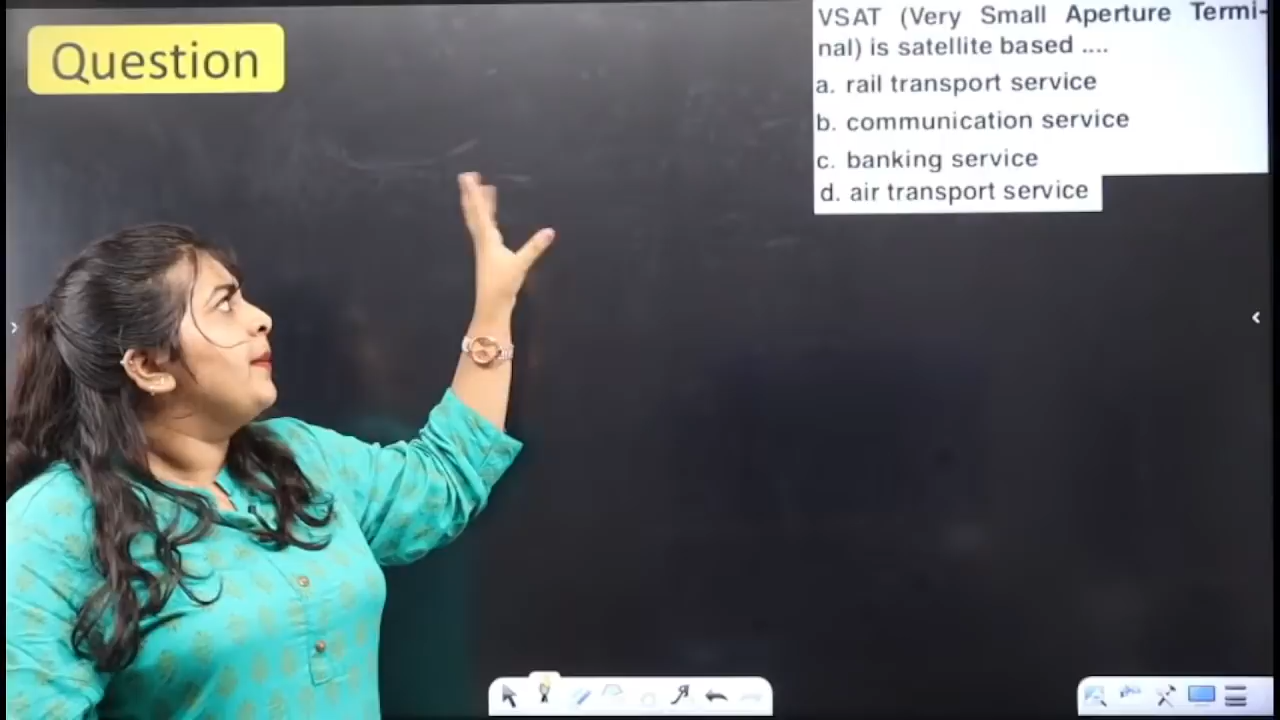 Question
VSAT (Very Small Aperture Termi-
nal) is satellite based ....
a. rail transport service
b. communication service
c. banking service
d. air transport service